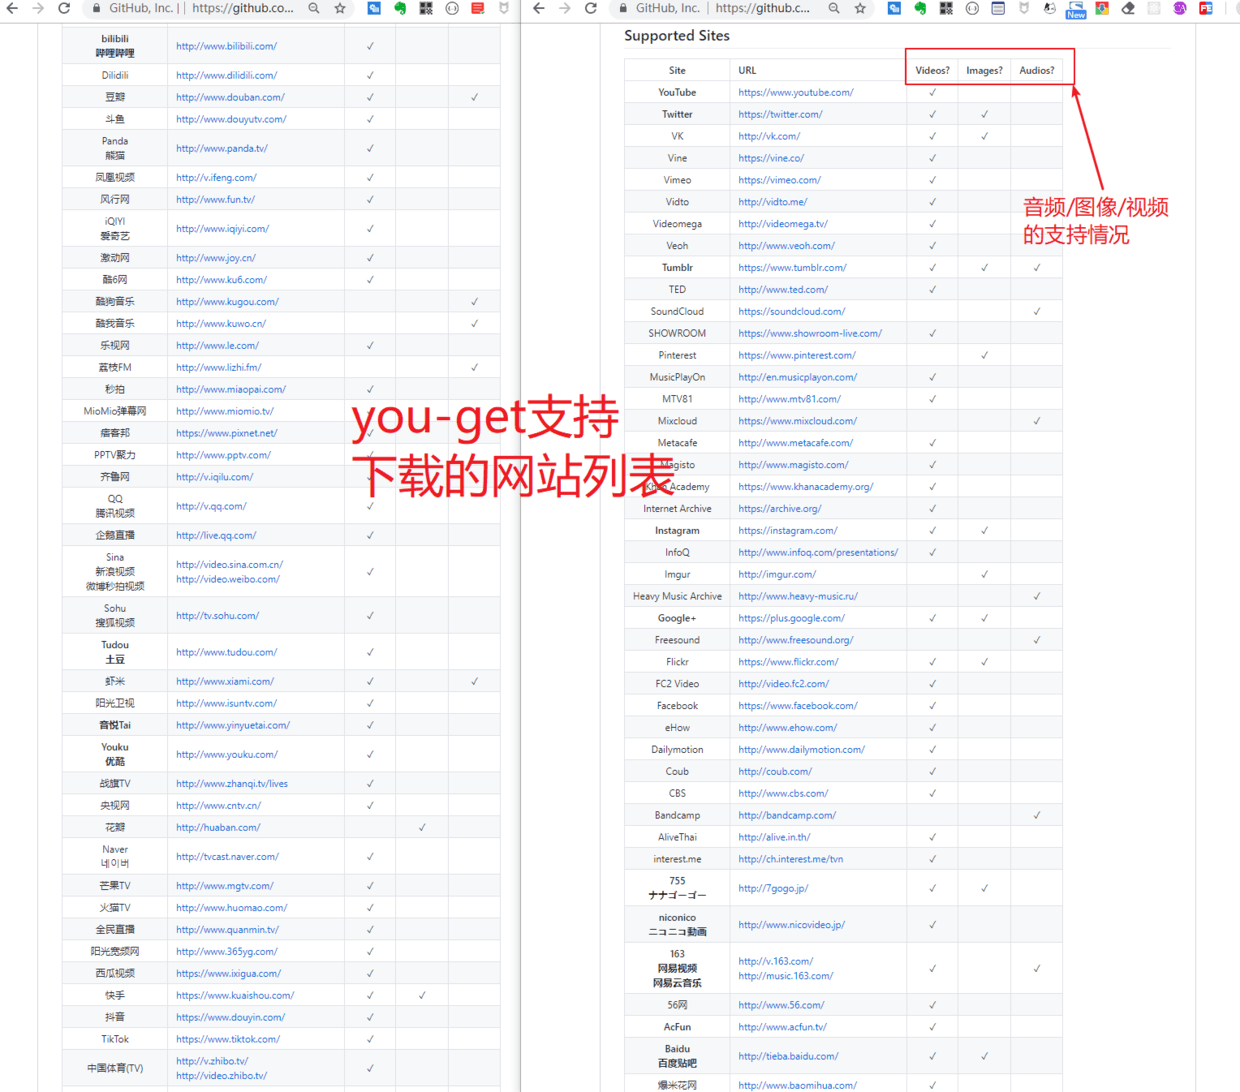 GitHub, Inc. | | https://github.co...
bilibili
哔哩哔哩
http://www.bilibili.com/ ✓
Dilidili http://www.dilidili.com/ ✓
豆瓣 http://www.douban.com/ ✓ ✓
斗鱼 http://www.douyutv.com/ ✓
Panda
熊猫
http://www.panda.tv/ ✓
凤凰视频 http://v.ifeng.com/ ✓
风行网 http://www.fun.tv/ ✓
iQIYI
爱奇艺
http://www.iqiyi.com/ ✓
激动网 http://www.joy.cn/ ✓
酷6网 http://www.ku6.com/ ✓
酷狗音乐 http://www.kugou.com/ ✓
酷我音乐 http://www.kuwo.cn/ ✓
乐视网 http://www.le.com/ ✓
荔枝FM http://www.lizhi.fm/ ✓
秒拍 http://www.miaopai.com/ ✓
MioMio弹幕网 http://www.miomio.tv/
痞客邦 https://www.pixnet.net/ ✓
PPTV聚力 http://www.pptv.com/ ✓
齐鲁网 http://v.iqilu.com/ ✓
QQ
腾讯视频
http://v.qq.com/ ✓
企鹅直播 http://live.qq.com/ ✓
Sina
新浪视频
微博秒拍视频
http://video.sina.com.cn/
http://video.weibo.com/ ✓
Sohu
搜狐视频
http://tv.sohu.com/ ✓
Tudou
土豆
http://www.tudou.com/ ✓
虾米 http://www.xiami.com/ ✓ ✓
阳光卫视 http://www.isuntv.com/ ✓
音悦Tai http://www.yinyuetai.com/ ✓
Youku
优酷
http://www.youku.com/ ✓
战旗TV http://www.zhanqi.tv/lives ✓
央视网 http://www.cntv.cn/ ✓
花瓣 http://huaban.com/ ✓
Naver
네이버
http://tvcast.naver.com/ ✓
芒果TV http://www.mgtv.com/ ✓
火猫TV http://www.huomao.com/ ✓
全民直播 http://www.quanmin.tv/ ✓
阳光宽频网 http://www.365yg.com/ ✓
西瓜视频 https://www.ixigua.com/ ✓
快手 https://www.kuaishou.com/ ✓ ✓
抖音 https://www.douyin.com/ ✓
TikTok https://www.tiktok.com/ ✓
中国体育(TV) http://v.zhibo.tv/
http://video.zhibo.tv/ ✓
you-get支持
下载的网站列表
GitHub, Inc. | https://github.com...
New
Supported Sites
Site URL Videos? Images? Audios?
YouTube https://www.youtube.com/ ✓
Twitter https://twitter.com/ ✓ ✓
VK http://vk.com/ ✓ ✓
Vine https://vine.co/ ✓
Vimeo https://vimeo.com/ ✓
Vidto http://vidto.me/ ✓
Videomega http://videomega.tv/ ✓
Veoh http://www.veoh.com/ ✓
Tumblr https://www.tumblr.com/ ✓ ✓ ✓
TED http://www.ted.com/ ✓
SoundCloud https://soundcloud.com/ ✓
SHOWROOM https://www.showroom-live.com/ ✓
Pinterest https://www.pinterest.com/ ✓
MusicPlayOn http://en.musicplayon.com/ ✓
MTV81 http://www.mtv81.com/ ✓
Mixcloud https://www.mixcloud.com/ ✓
Metacafe http://www.metacafe.com/ ✓
Magisto http://www.magisto.com/ ✓
Khan Academy https://www.khanacademy.org/ ✓
Internet Archive https://archive.org/ ✓
Instagram https://instagram.com/ ✓ ✓
InfoQ http://www.infoq.com/presentations/ ✓
Imgur http://imgur.com/ ✓
Heavy Music Archive http://www.heavy-music.ru/ ✓
Google+ https://plus.google.com/ ✓ ✓
Freesound http://www.freesound.org/ ✓
Flickr https://www.flickr.com/ ✓ ✓
FC2 Video http://video.fc2.com/ ✓
Facebook https://www.facebook.com/ ✓
eHow http://www.ehow.com/ ✓
Dailymotion http://www.dailymotion.com/ ✓
Coub http://coub.com/ ✓
CBS http://www.cbs.com/ ✓
Bandcamp http://bandcamp.com/ ✓
AliveThai http://alive.in.th/ ✓
interest.me http://ch.interest.me/tvn ✓
755
ナナゴーゴー
http://7gogo.jp/ ✓ ✓
niconico
ニコニコ動画
http://www.nicovideo.jp/ ✓
163
网易视频
网易云音乐
http://v.163.com/
http://music.163.com/ ✓ ✓
56网 http://www.56.com/ ✓
AcFun http://www.acfun.tv/ ✓
Baidu
百度贴吧
http://tieba.baidu.com/ ✓ ✓
爆米花网 http://www.baomihua.com/ ✓
音频/图像/视频
的支持情况